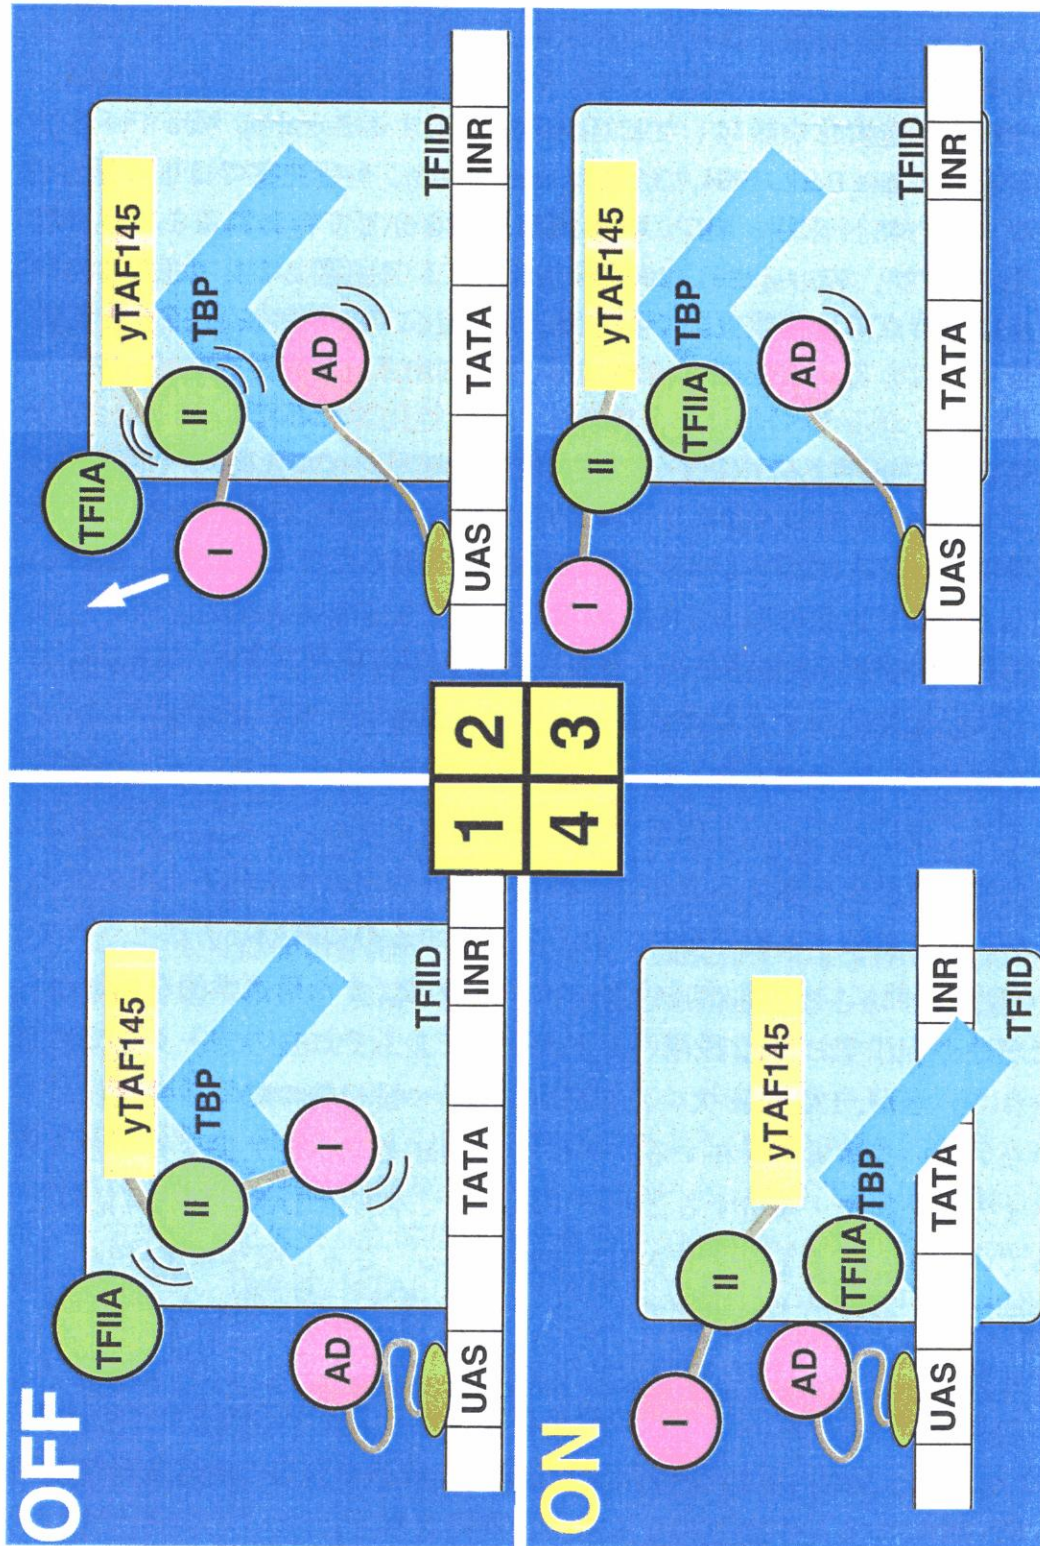 OFF
TFIIA
yTAF145
II
TBP
I
AD
TFIID
UAS
TATA
INR
TFIIA
yTAF145
II
TBP
I
AD
TFIID
UAS
TATA
INR
1
2
4
3
ON
I
II
yTAF145
TFIIA
TBP
AD
UAS
TATA
INR
TFIID
I
II
yTAF145
TFIIA
TBP
AD
TFIID
UAS
TATA
INR